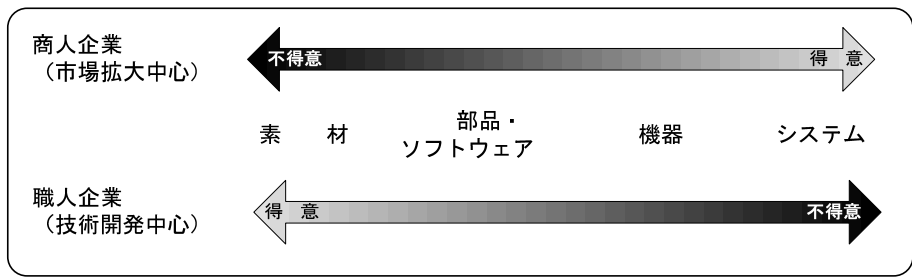 商人企業
（市場拡大中心）
不得意
得 意
素 材
部品・
ソフトウェア
機器
システム
職人企業
（技術開発中心）
得 意
不得意